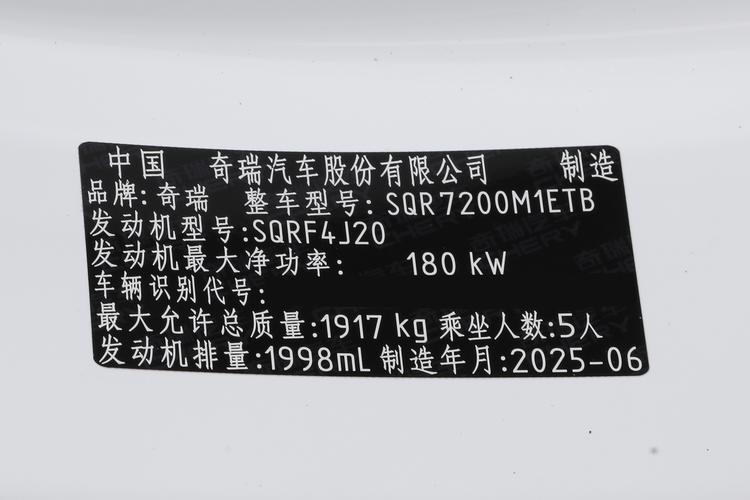 中国 奇瑞汽车股份有限公司 制造
品牌:奇瑞 整车型号:SQR7200M1ETB
发动机型号:SQRF4J20
发动机最大净功率: 180 kW
车辆识别代号:
最大允许总质量:1917 kg 乘坐人数:5人
发动机排量:1998mL 制造年月:2025-06